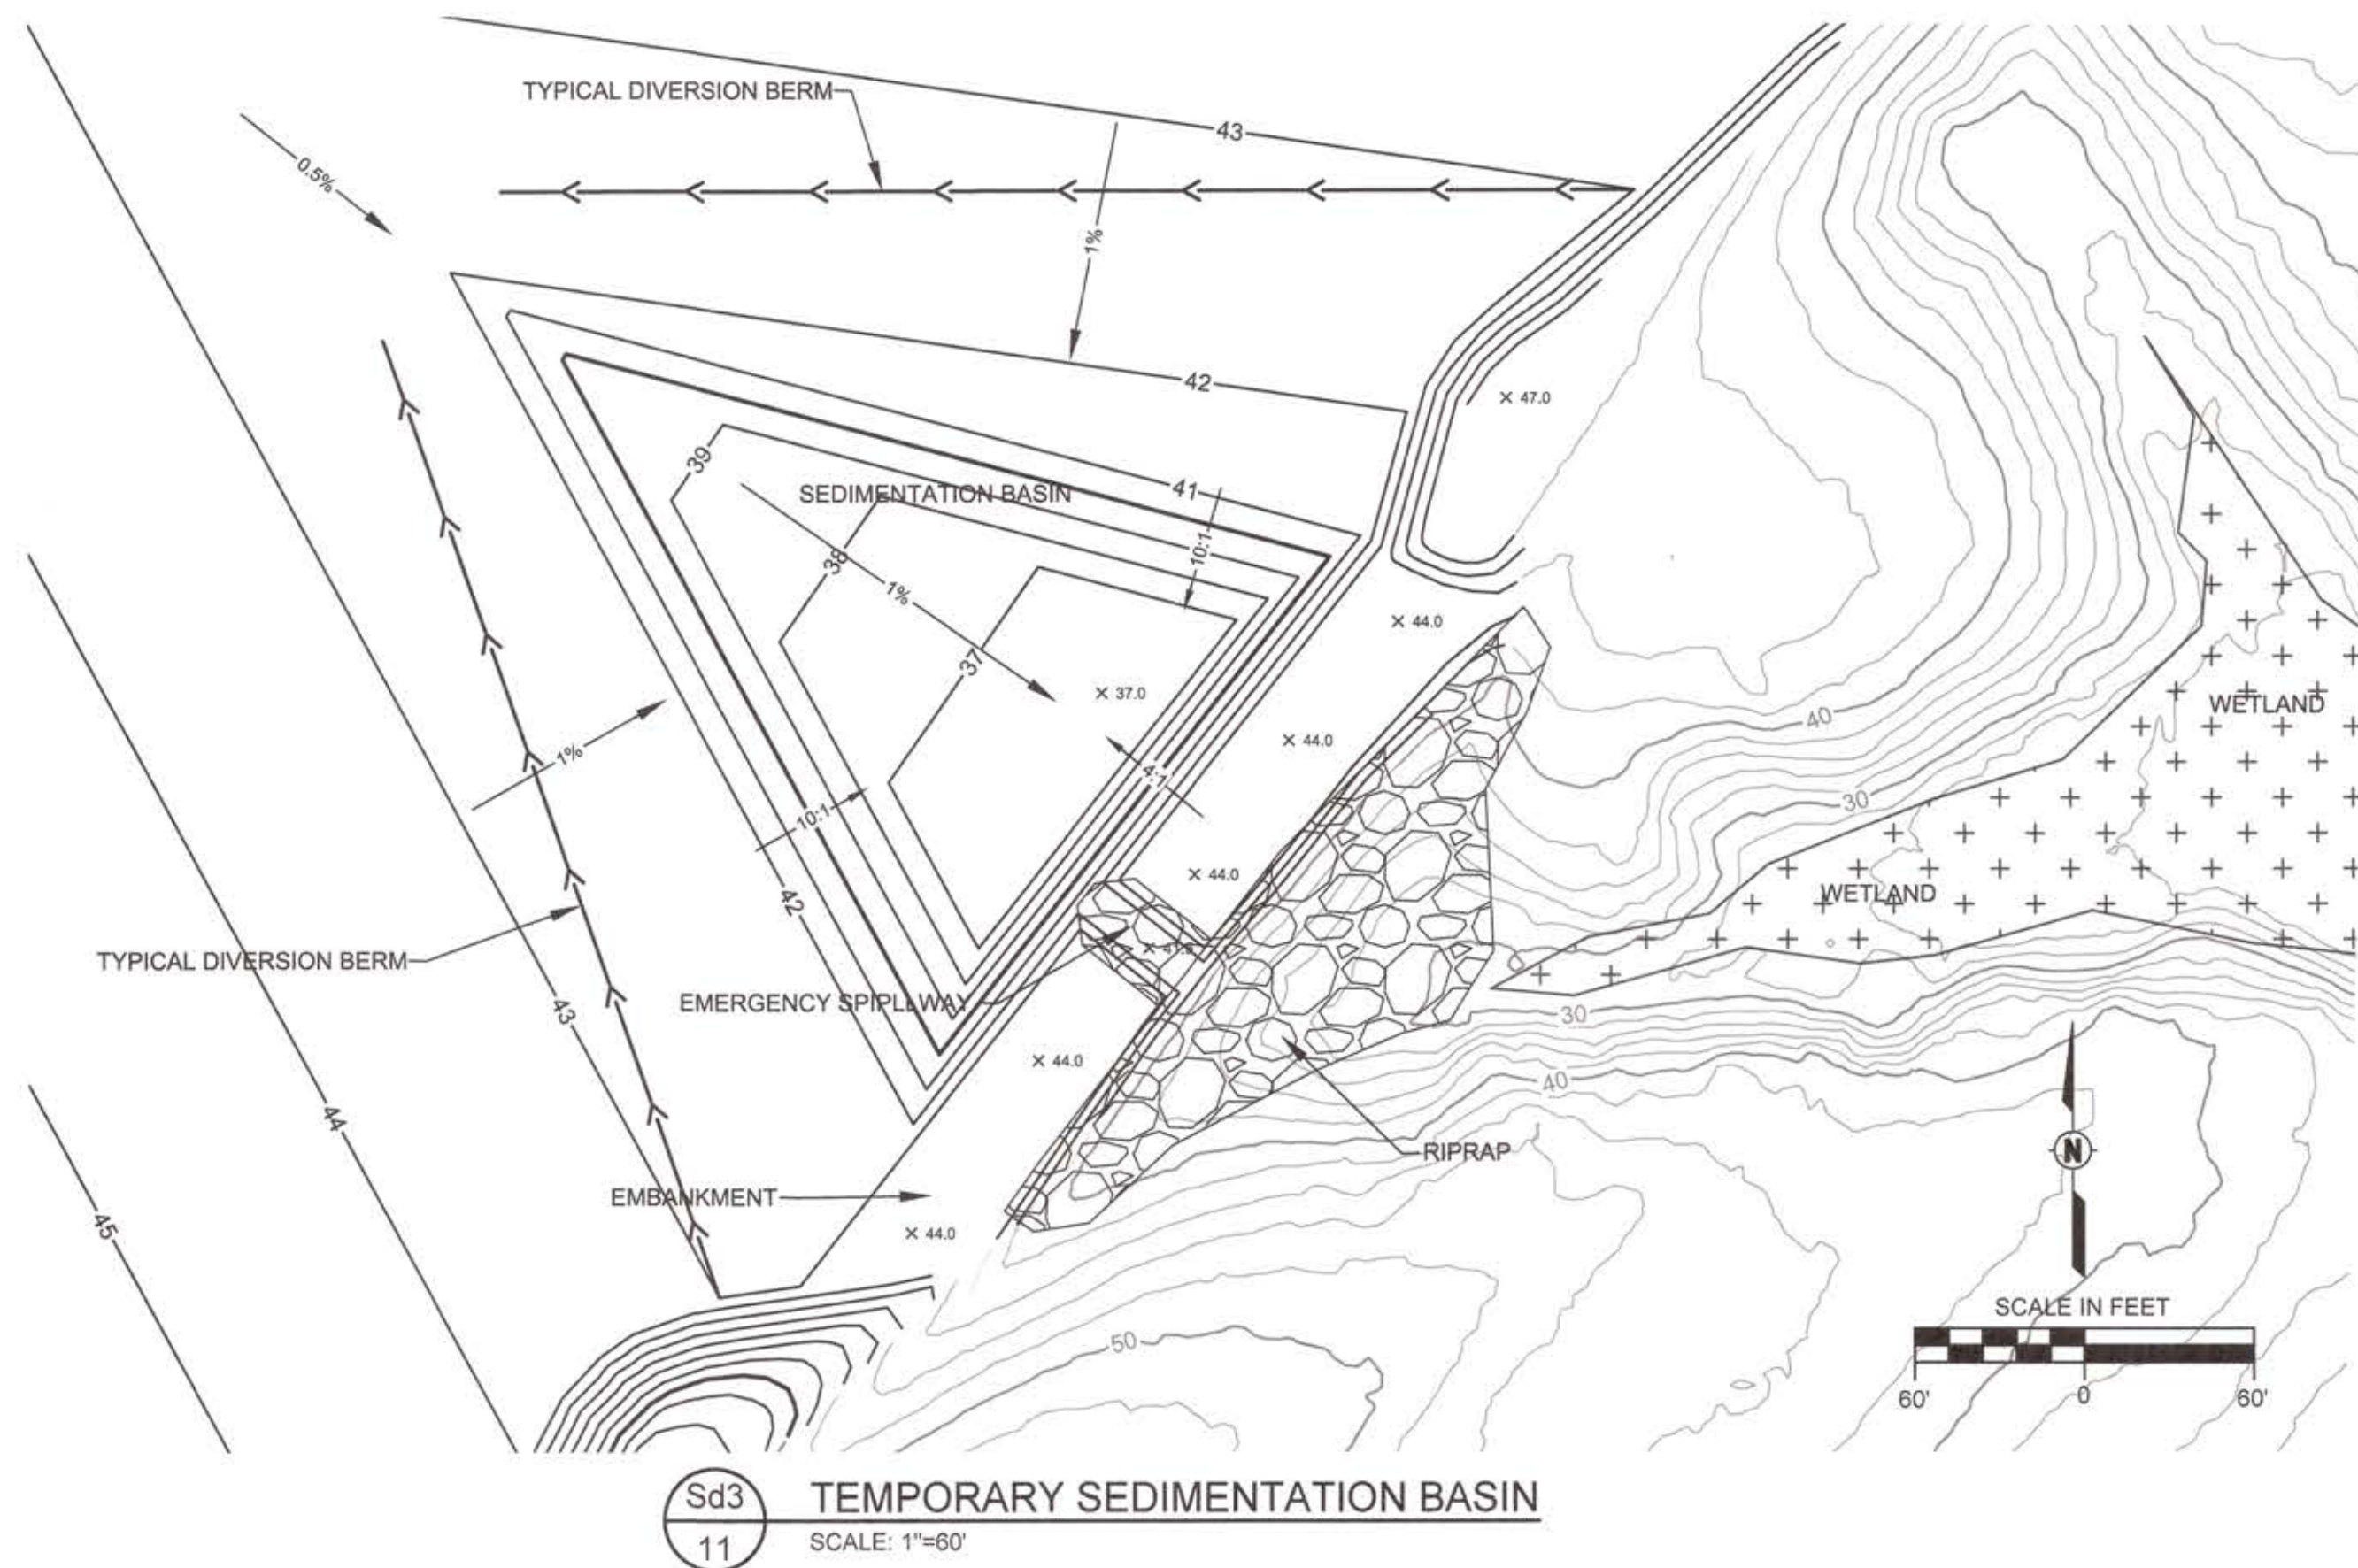 TYPICAL DIVERSION BERM
43
0.5%
1%
42
47.0
39
41
SEDIMENTATION BASIN
10:1
38
1%
44.0
37
37.0
WETLAND
40
44.0
1%
4:1
30
10:1
44.0
WETLAND
42
TYPICAL DIVERSION BERM
EMERGENCY SPIPLLWAY
43
30
44.0
40
44
RIPRAP
N
EMBANKMENT
45
44.0
SCALE IN FEET
50
60' 0 60'
Sd3
11
TEMPORARY SEDIMENTATION BASIN
SCALE: 1"=60'